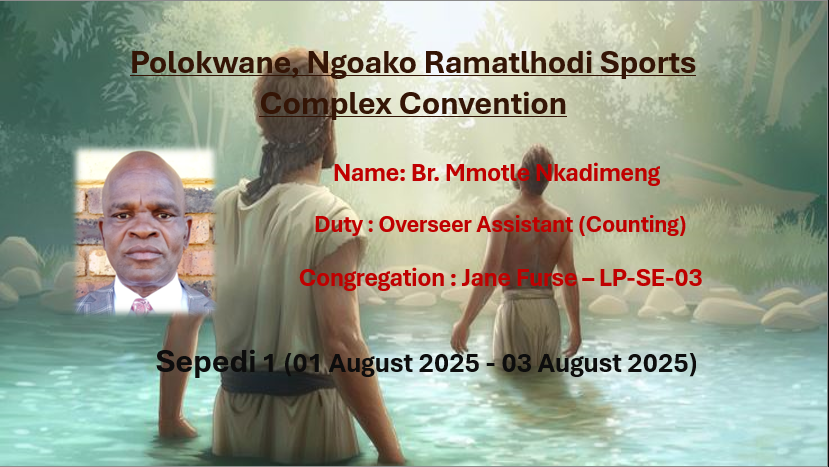 Polokwane, Ngoako Ramatlhodi Sports
Complex Convention
Name: Br. Mmotle Nkadimeng
Duty : Overseer Assistant (Counting)
Congregation : Jane Furse – LP-SE-03
Sepedi 1 (01 August 2025 - 03 August 2025)